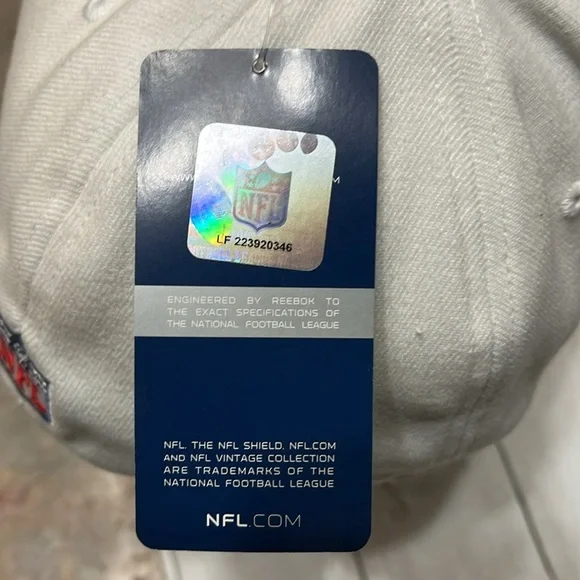 WWW
M
NFL
LF 223920346
ENGINEERED BY REEBOK TO
THE EXACT SPECIFICATIONS OF
THE NATIONAL FOOTBALL LEAGUE
NFL, THE NFL SHIELD, NFL.COM
AND NFL VINTAGE COLLECTION
ARE TRADEMARKS OF THE
NATIONAL FOOTBALL LEAGUE
NFL.COM